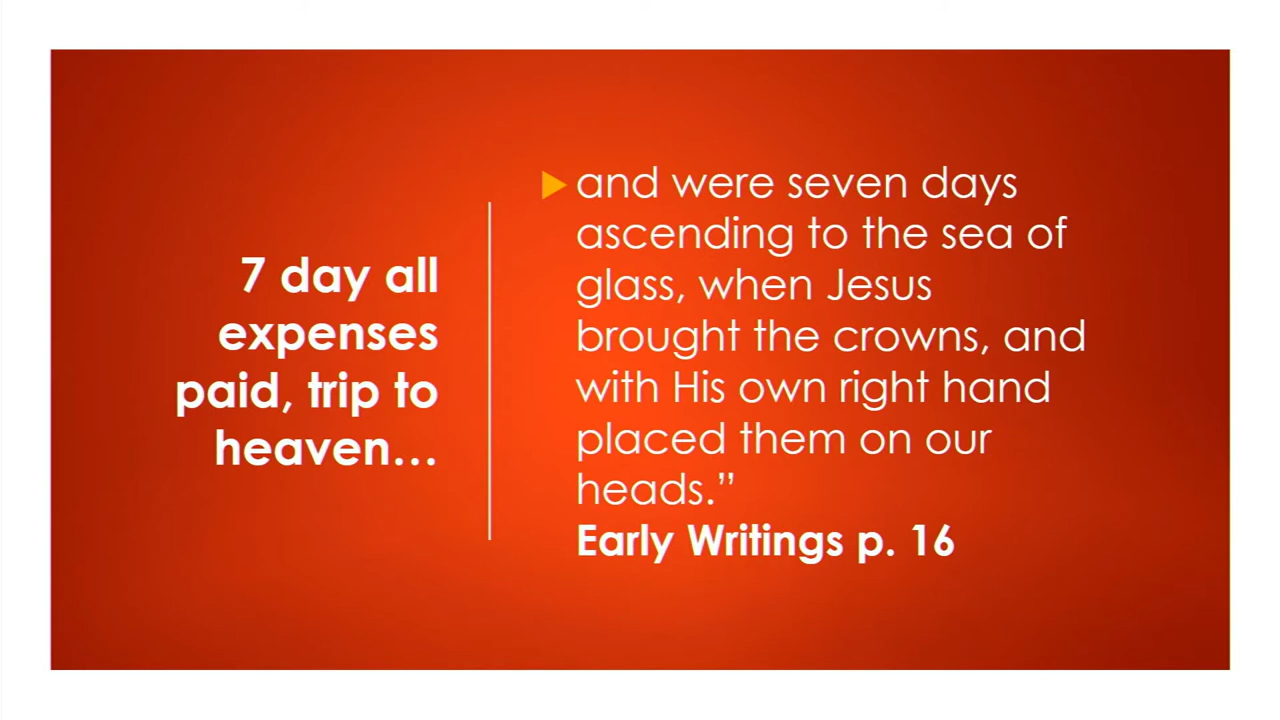 7 day all
expenses
paid, trip to
heaven…
and were seven days
ascending to the sea of
glass, when Jesus
brought the crowns, and
with His own right hand
placed them on our
heads.”
Early Writings p. 16